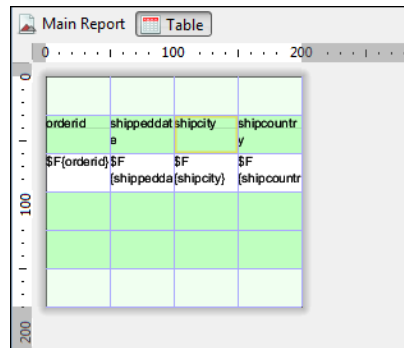 Main Report Table
0 100 200
0
orderid shippeddat shipcity shipcountr
e y
$F{orderid} $F $F $F
{shippedda {shipcity} {shipcountr
100
200